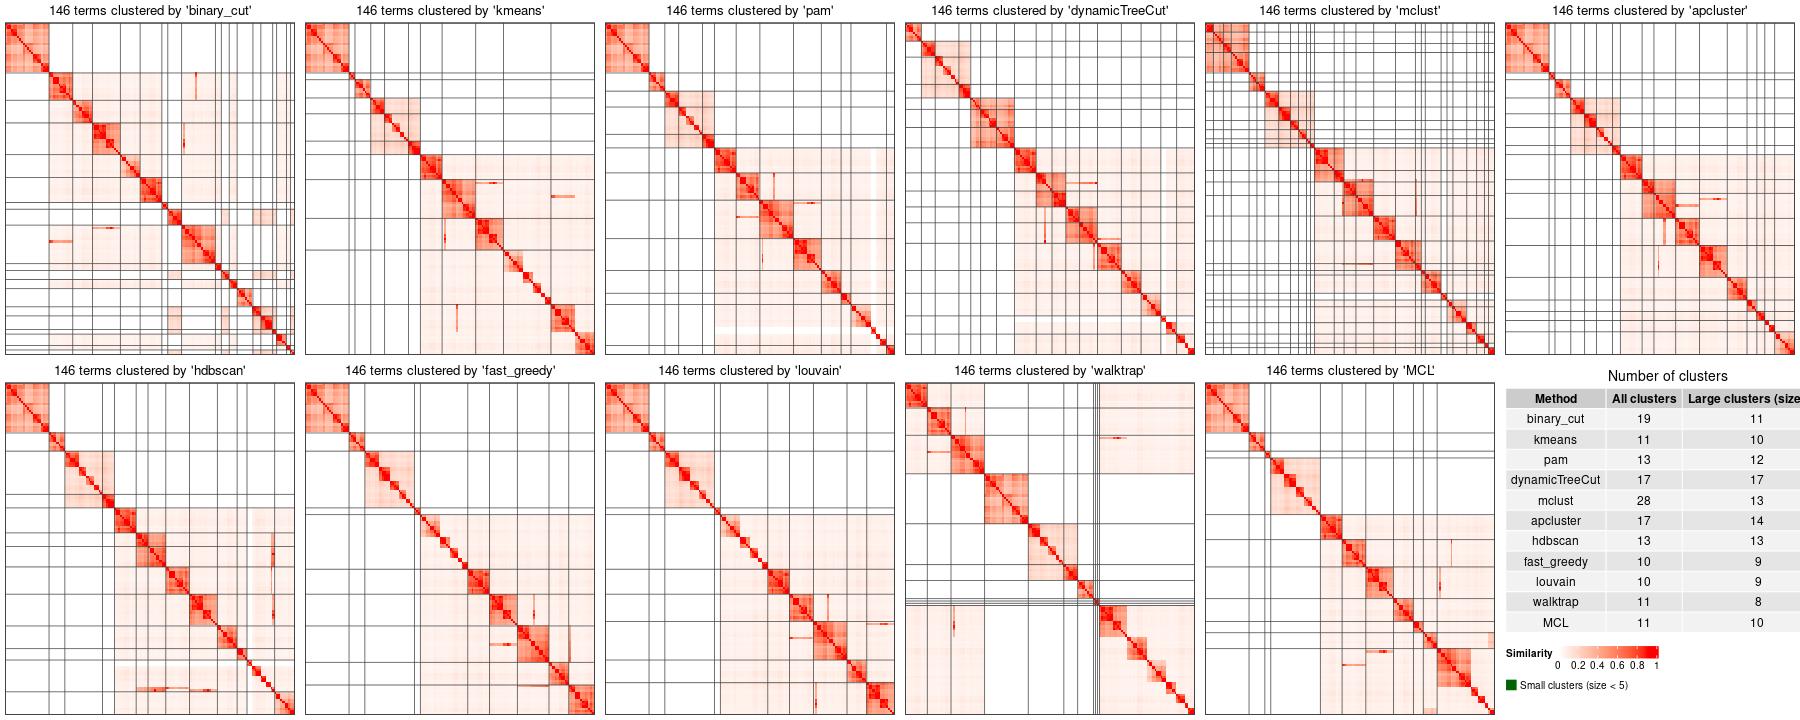 146 terms clustered by 'binary_cut'
146 terms clustered by 'kmeans'
146 terms clustered by 'pam'
146 terms clustered by 'dynamicTreeCut'
146 terms clustered by 'mclust'
146 terms clustered by 'apcluster'
146 terms clustered by 'hdbscan'
146 terms clustered by 'fast_greedy'
146 terms clustered by 'louvain'
146 terms clustered by 'walktrap'
146 terms clustered by 'MCL'
Number of clusters
Method All clusters Large clusters (size
binary_cut 19 11
kmeans 11 10
pam 13 12
dynamicTreeCut 17 17
mclust 28 13
apcluster 17 14
hdbscan 13 13
fast_greedy 10 9
louvain 10 9
walktrap 11 8
MCL 11 10
Similarity
0 0.2 0.4 0.6 0.8 1
Small clusters (size < 5)